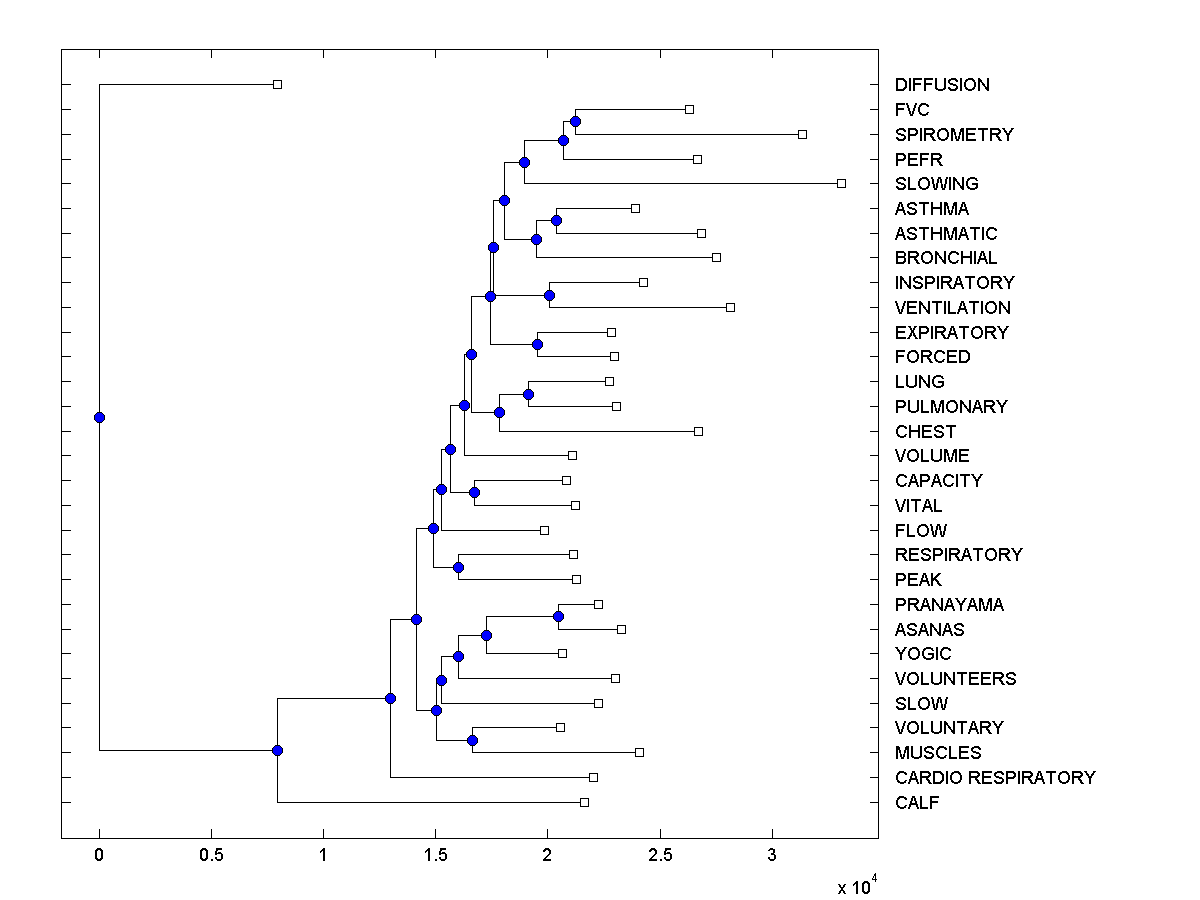 DIFFUSION
FVC
SPIROMETRY
PEFR
SLOWING
ASTHMA
ASTHMATIC
BRONCHIAL
INSPIRATORY
VENTILATION
EXPIRATORY
FORCED
LUNG
PULMONARY
CHEST
VOLUME
CAPACITY
VITAL
FLOW
RESPIRATORY
PEAK
PRANAYAMA
ASANAS
YOGIC
VOLUNTEERS
SLOW
VOLUNTARY
MUSCLES
CARDIO RESPIRATORY
CALF
0 0.5 1 1.5 2 2.5 3
x 10^4